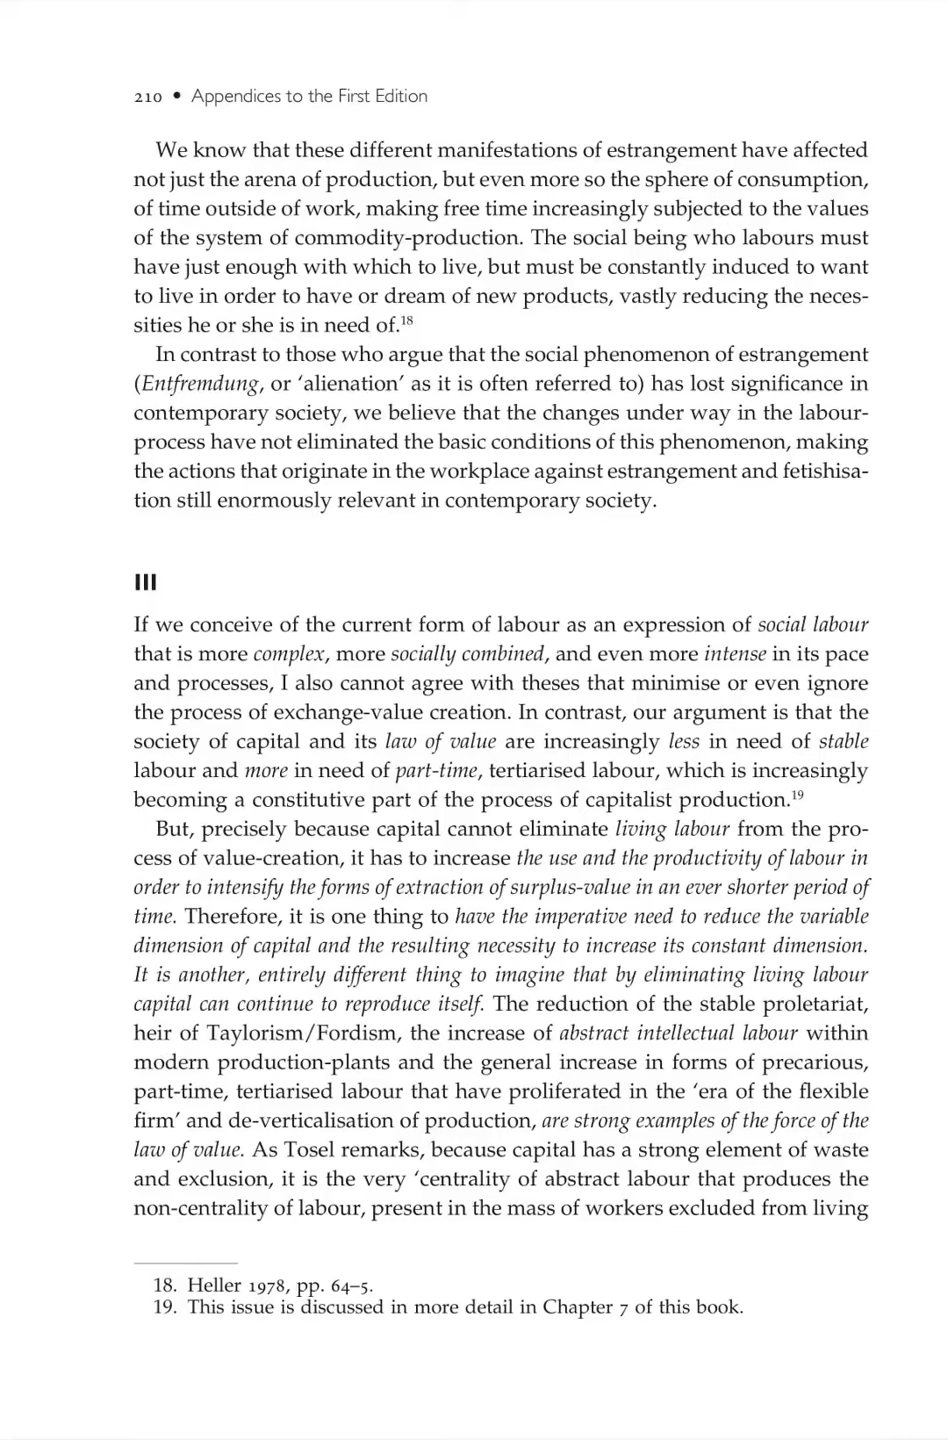 210 • Appendices to the First Edition
We know that these different manifestations of estrangement have affected
not just the arena of production, but even more so the sphere of consumption,
of time outside of work, making free time increasingly subjected to the values
of the system of commodity-production. The social being who labours must
have just enough with which to live, but must be constantly induced to want
to live in order to have or dream of new products, vastly reducing the neces-
sities he or she is in need of.18
In contrast to those who argue that the social phenomenon of estrangement
(Entfremdung, or ‘alienation’ as it is often referred to) has lost significance in
contemporary society, we believe that the changes under way in the labour-
process have not eliminated the basic conditions of this phenomenon, making
the actions that originate in the workplace against estrangement and fetishisa-
tion still enormously relevant in contemporary society.
III
If we conceive of the current form of labour as an expression of social labour
that is more complex, more socially combined, and even more intense in its pace
and processes, I also cannot agree with theses that minimise or even ignore
the process of exchange-value creation. In contrast, our argument is that the
society of capital and its law of value are increasingly less in need of stable
labour and more in need of part-time, tertiarised labour, which is increasingly
becoming a constitutive part of the process of capitalist production.19
But, precisely because capital cannot eliminate living labour from the pro-
cess of value-creation, it has to increase the use and the productivity of labour in
order to intensify the forms of extraction of surplus-value in an ever shorter period of
time. Therefore, it is one thing to have the imperative need to reduce the variable
dimension of capital and the resulting necessity to increase its constant dimension.
It is another, entirely different thing to imagine that by eliminating living labour
capital can continue to reproduce itself. The reduction of the stable proletariat,
heir of Taylorism/Fordism, the increase of abstract intellectual labour within
modern production-plants and the general increase in forms of precarious,
part-time, tertiarised labour that have proliferated in the ‘era of the flexible
firm’ and de-verticalisation of production, are strong examples of the force of the
law of value. As Tosel remarks, because capital has a strong element of waste
and exclusion, it is the very ‘centrality of abstract labour that produces the
non-centrality of labour, present in the mass of workers excluded from living
18. Heller 1978, pp. 64–5.
19. This issue is discussed in more detail in Chapter 7 of this book.